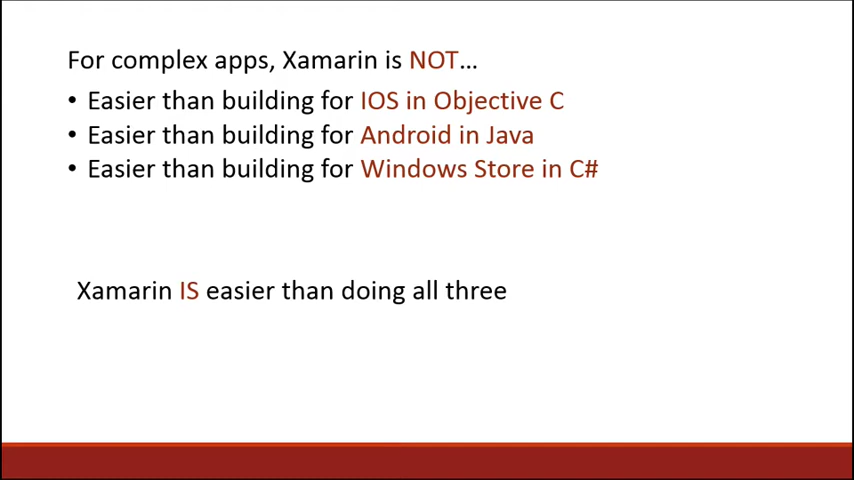 For complex apps, Xamarin is NOT...
• Easier than building for IOS in Objective C
• Easier than building for Android in Java
• Easier than building for Windows Store in C#
Xamarin IS easier than doing all three